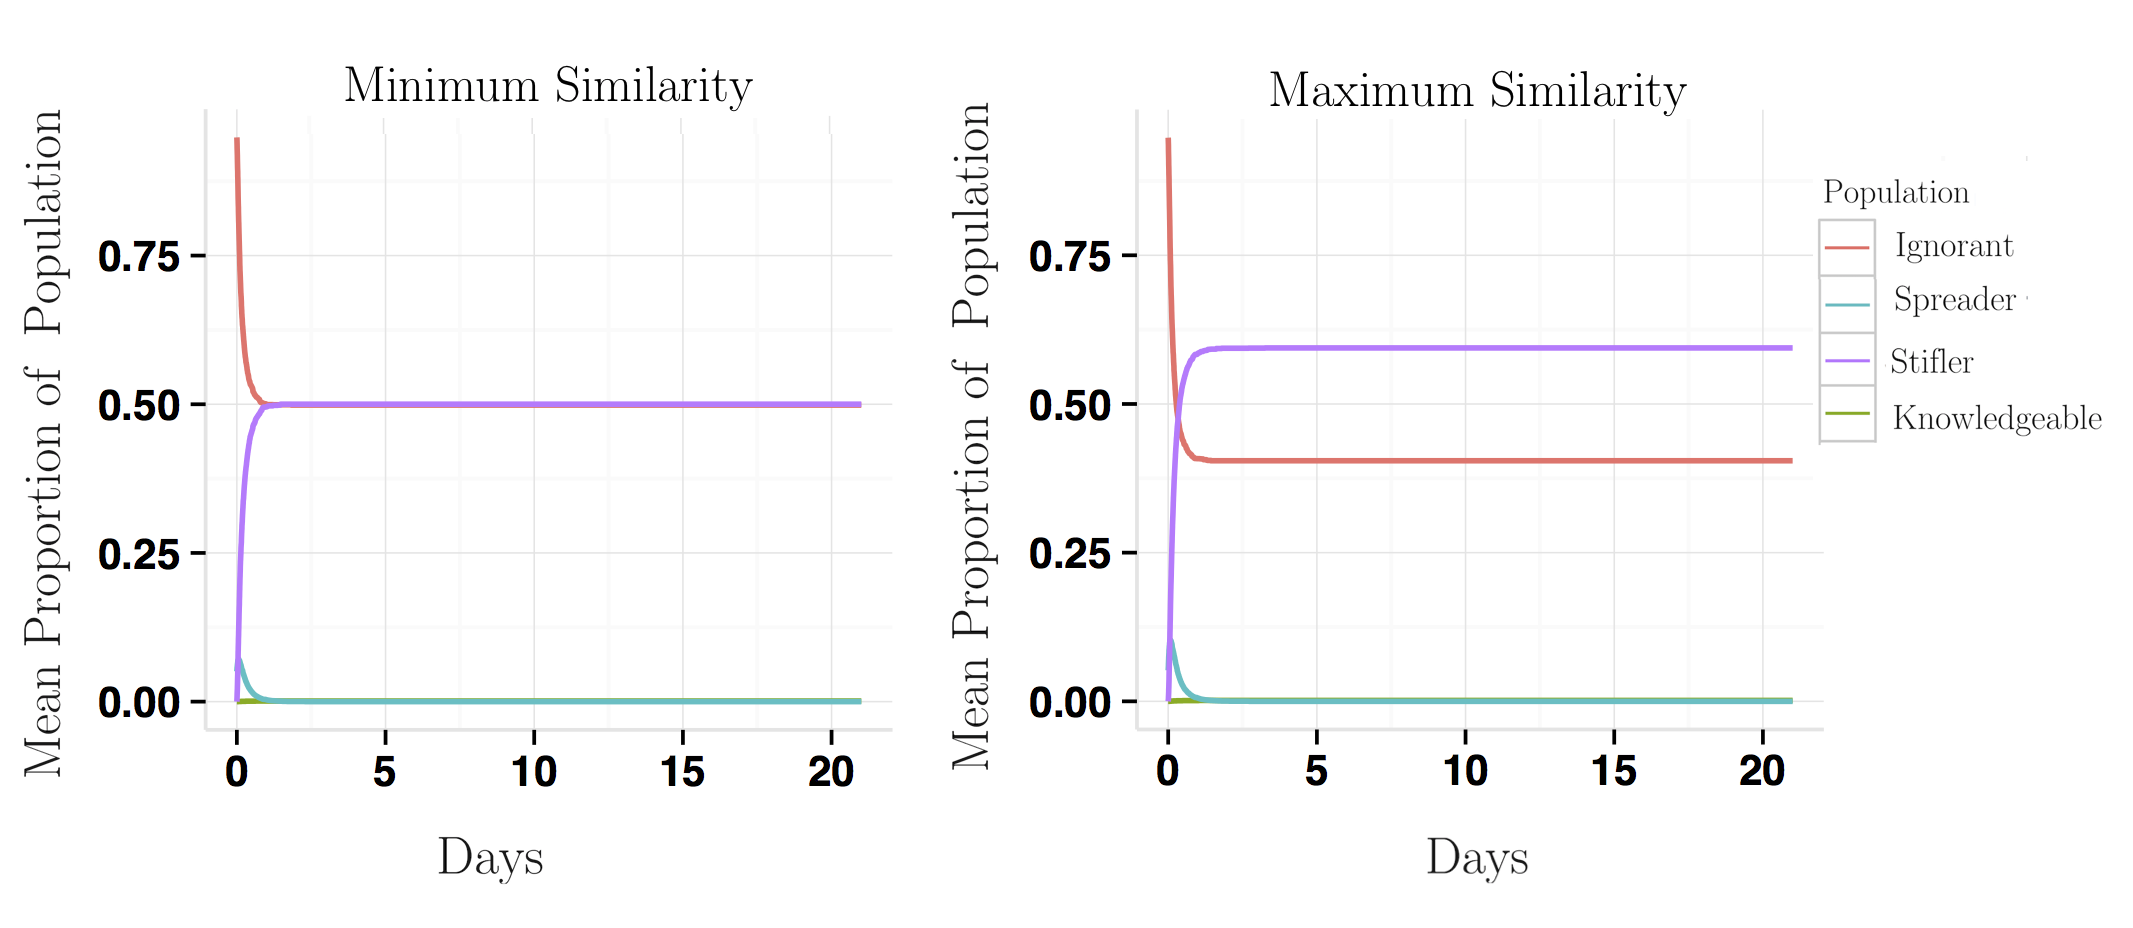 Minimum Similarity
Mean Proportion of Population
0.75
0.50
0.25
0.00
0 5 10 15 20
Days
Maximum Similarity
Mean Proportion of Population
0.75
0.50
0.25
0.00
0 5 10 15 20
Days
Population
Ignorant
Spreader
Stifler
Knowledgeable